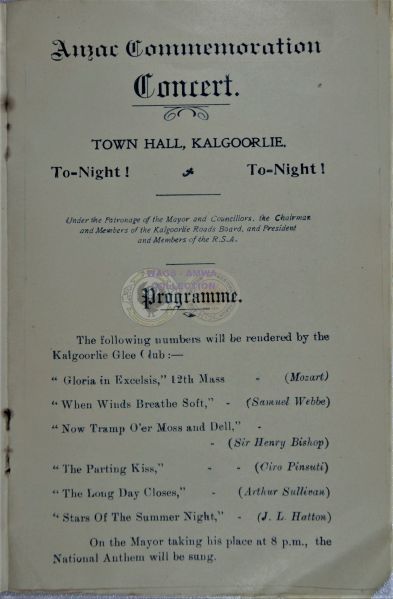 Anzac Commemoration
Concert.
TOWN HALL, KALGOORLIE.
To-Night! To-Night!
Under the Patronage of the Mayor and Councillors, the Chairman
and Members of the Kalgoorlie Roads Board, and President
and Members of the R.S.A.
WAGS - AMWA
COLLECTION
Programme.
The following numbers will be rendered by the
Kalgoorlie Glee Club :—
" Gloria in Excelsis," 12th Mass - (Mozart)
" When Winds Breathe Soft," - (Samuel Webbe)
" Now Tramp O'er Moss and Dell," -
- (Sir Henry Bishop)
" The Parting Kiss," - - (Ciro Pinsuti)
" The Long Day Closes," - (Arthur Sullivan)
" Stars Of The Summer Night," - (J. L. Hatton)
On the Mayor taking his place at 8 p.m., the
National Anthem will be sung.